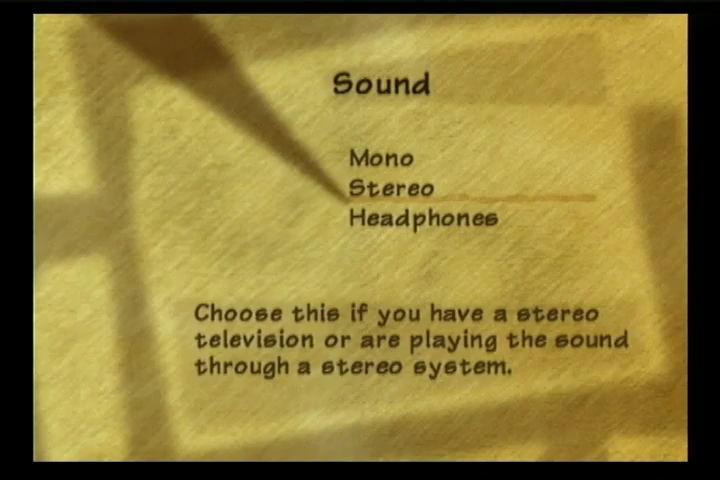 Sound
Mono
Stereo
Headphones
Choose this if you have a stereo
television or are playing the sound
through a stereo system.